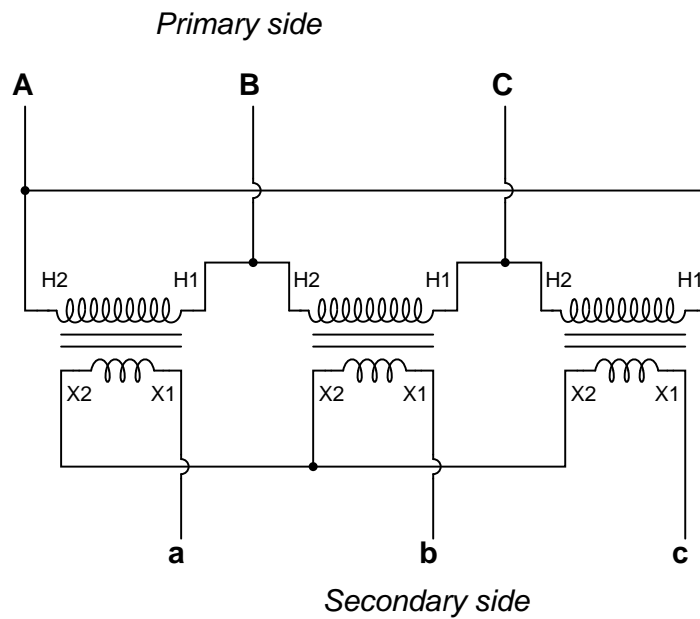 Primary side
A B C
H2 H1 H2 H1 H2 H1
X2 X1 X2 X1 X2 X1
a b c
Secondary side